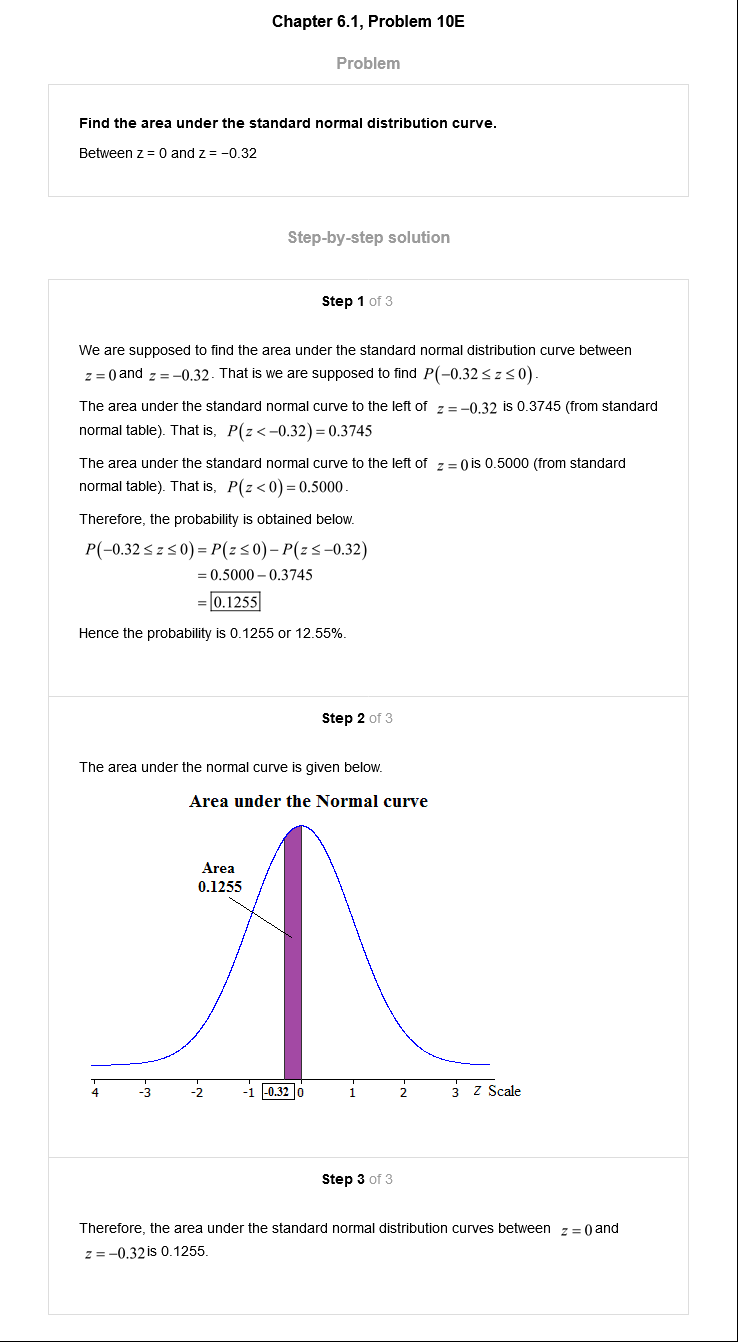 Chapter 6.1, Problem 10E
Problem
Find the area under the standard normal distribution curve.
Between z = 0 and z = −0.32
Step-by-step solution
Step 1 of 3
We are supposed to find the area under the standard normal distribution curve between
z = 0 and z = −0.32. That is we are supposed to find P(−0.32 ≤ z ≤ 0).
The area under the standard normal curve to the left of z = −0.32 is 0.3745 (from standard
normal table). That is, P(z < −0.32) = 0.3745
The area under the standard normal curve to the left of z = 0 is 0.5000 (from standard
normal table). That is, P(z < 0) = 0.5000.
Therefore, the probability is obtained below.
P(−0.32 ≤ z ≤ 0) = P(z ≤ 0) − P(z ≤ −0.32)
= 0.5000 − 0.3745
= 0.1255
Hence the probability is 0.1255 or 12.55%.
Step 2 of 3
The area under the normal curve is given below.
Area under the Normal curve
Area
0.1255
4 -3 -2 -1 -0.32 0 1 2 3 Z Scale
Step 3 of 3
Therefore, the area under the standard normal distribution curves between z = 0 and
z = −0.32 is 0.1255.